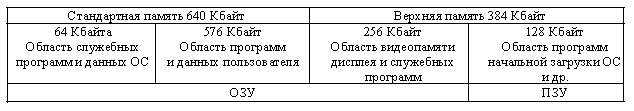 Стандартная память 640 Кбайт
Верхняя память 384 Кбайт
64 Кбайта
Область служебных
программ и данных ОС
576 Кбайт
Область программ
и данных пользователя
256 Кбайт
Область видеопамяти
дисплея и служебных
программ
128 Кбайт
Область программ
начальной загрузки ОС
и др.
ОЗУ
ПЗУ